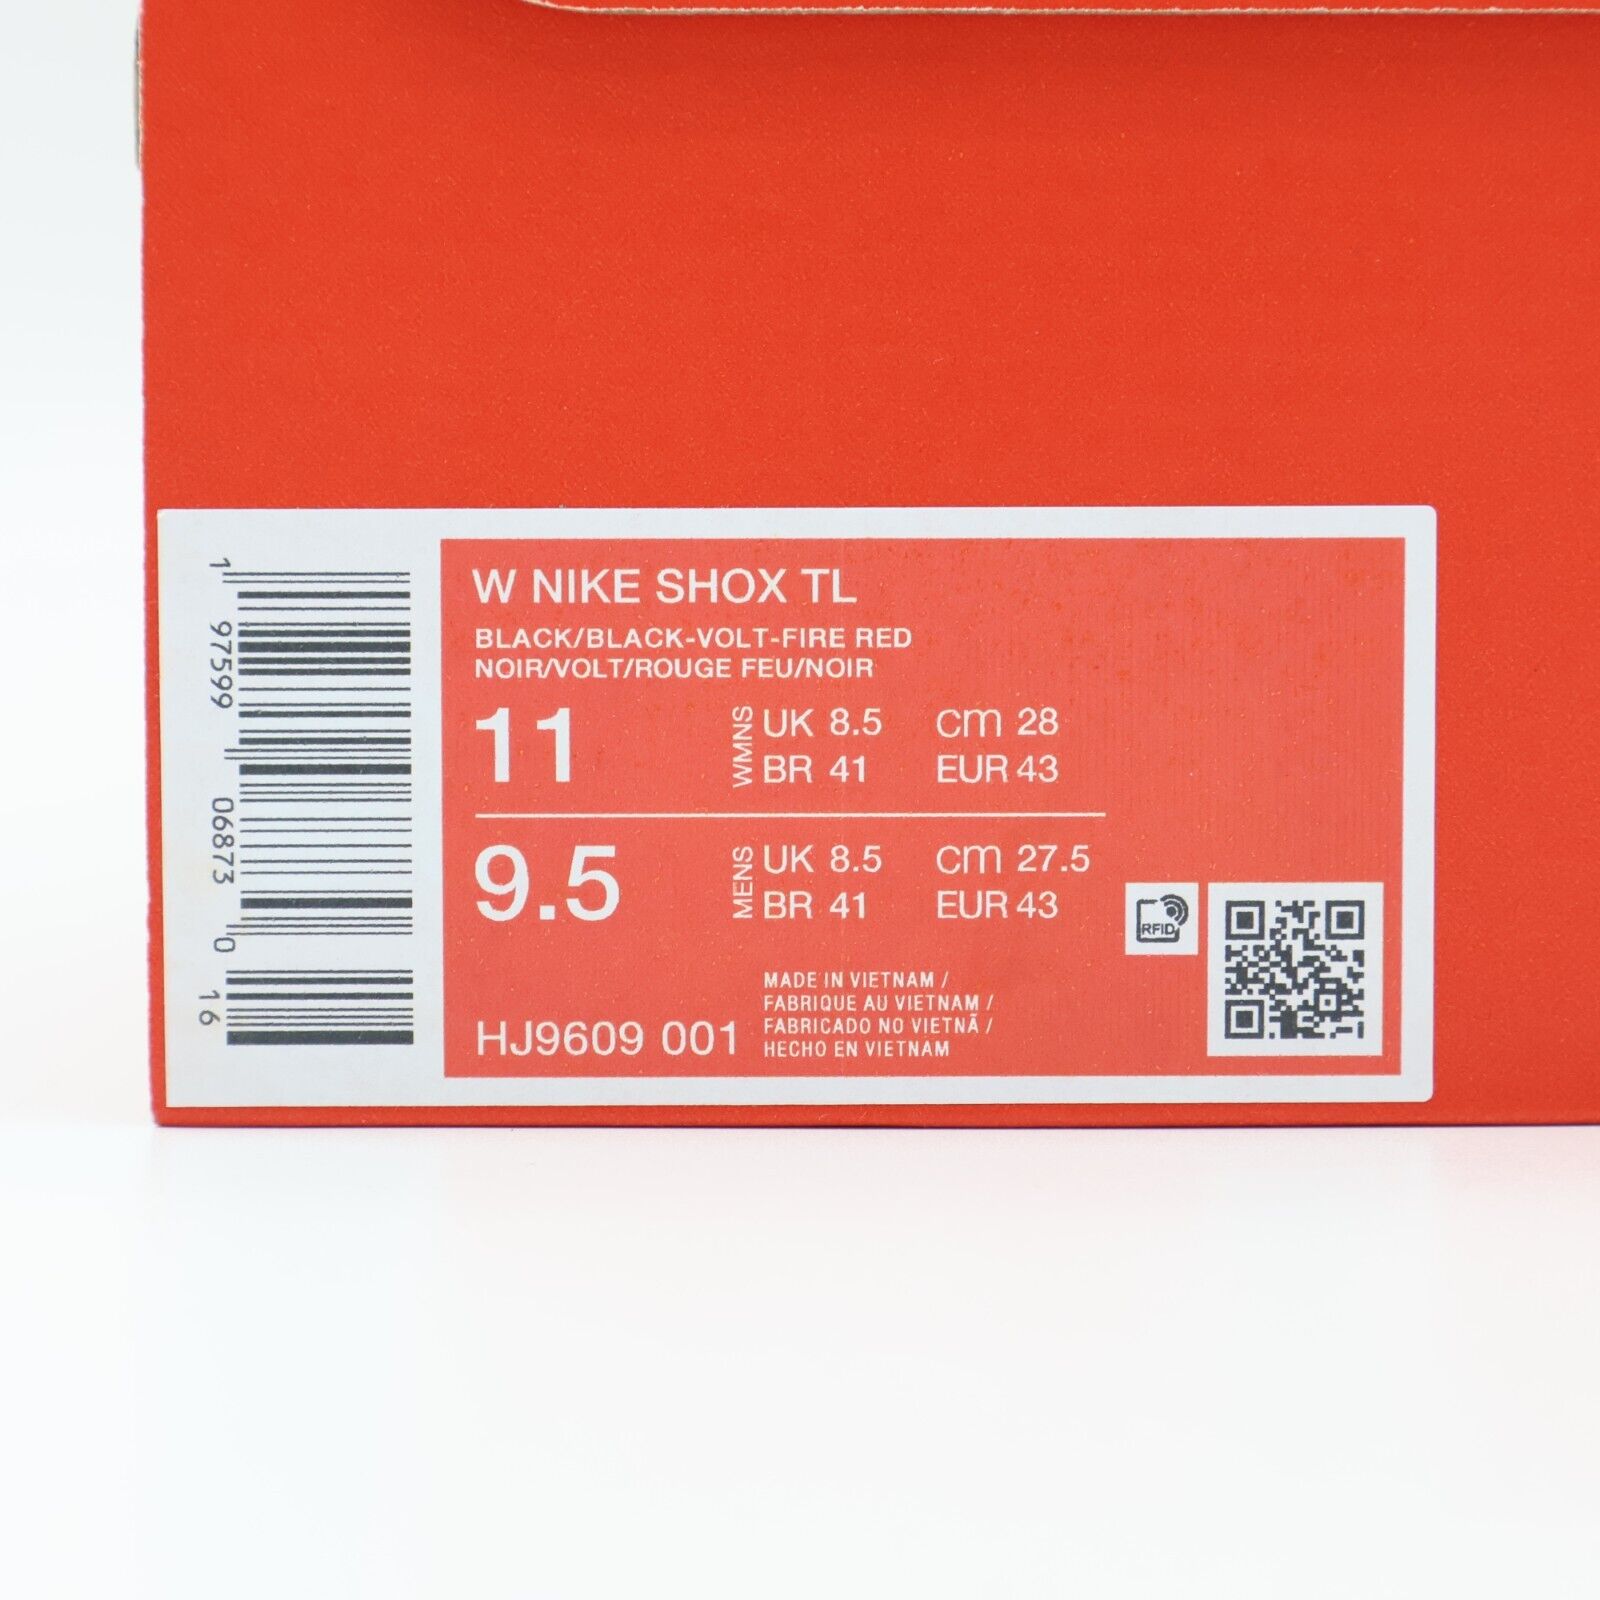 W NIKE SHOX TL
BLACK/BLACK-VOLT-FIRE RED
NOIR/VOLT/ROUGE FEU/NOIR
11
WMNS
UK 8.5 cm 28
BR 41 EUR 43
9.5
MENS
UK 8.5 cm 27.5
BR 41 EUR 43
RFID
MADE IN VIETNAM /
FABRIQUE AU VIETNAM /
FABRICADO NO VIETNÃ /
HECHO EN VIETNAM
HJ9609 001
1 97599 06873 0 16